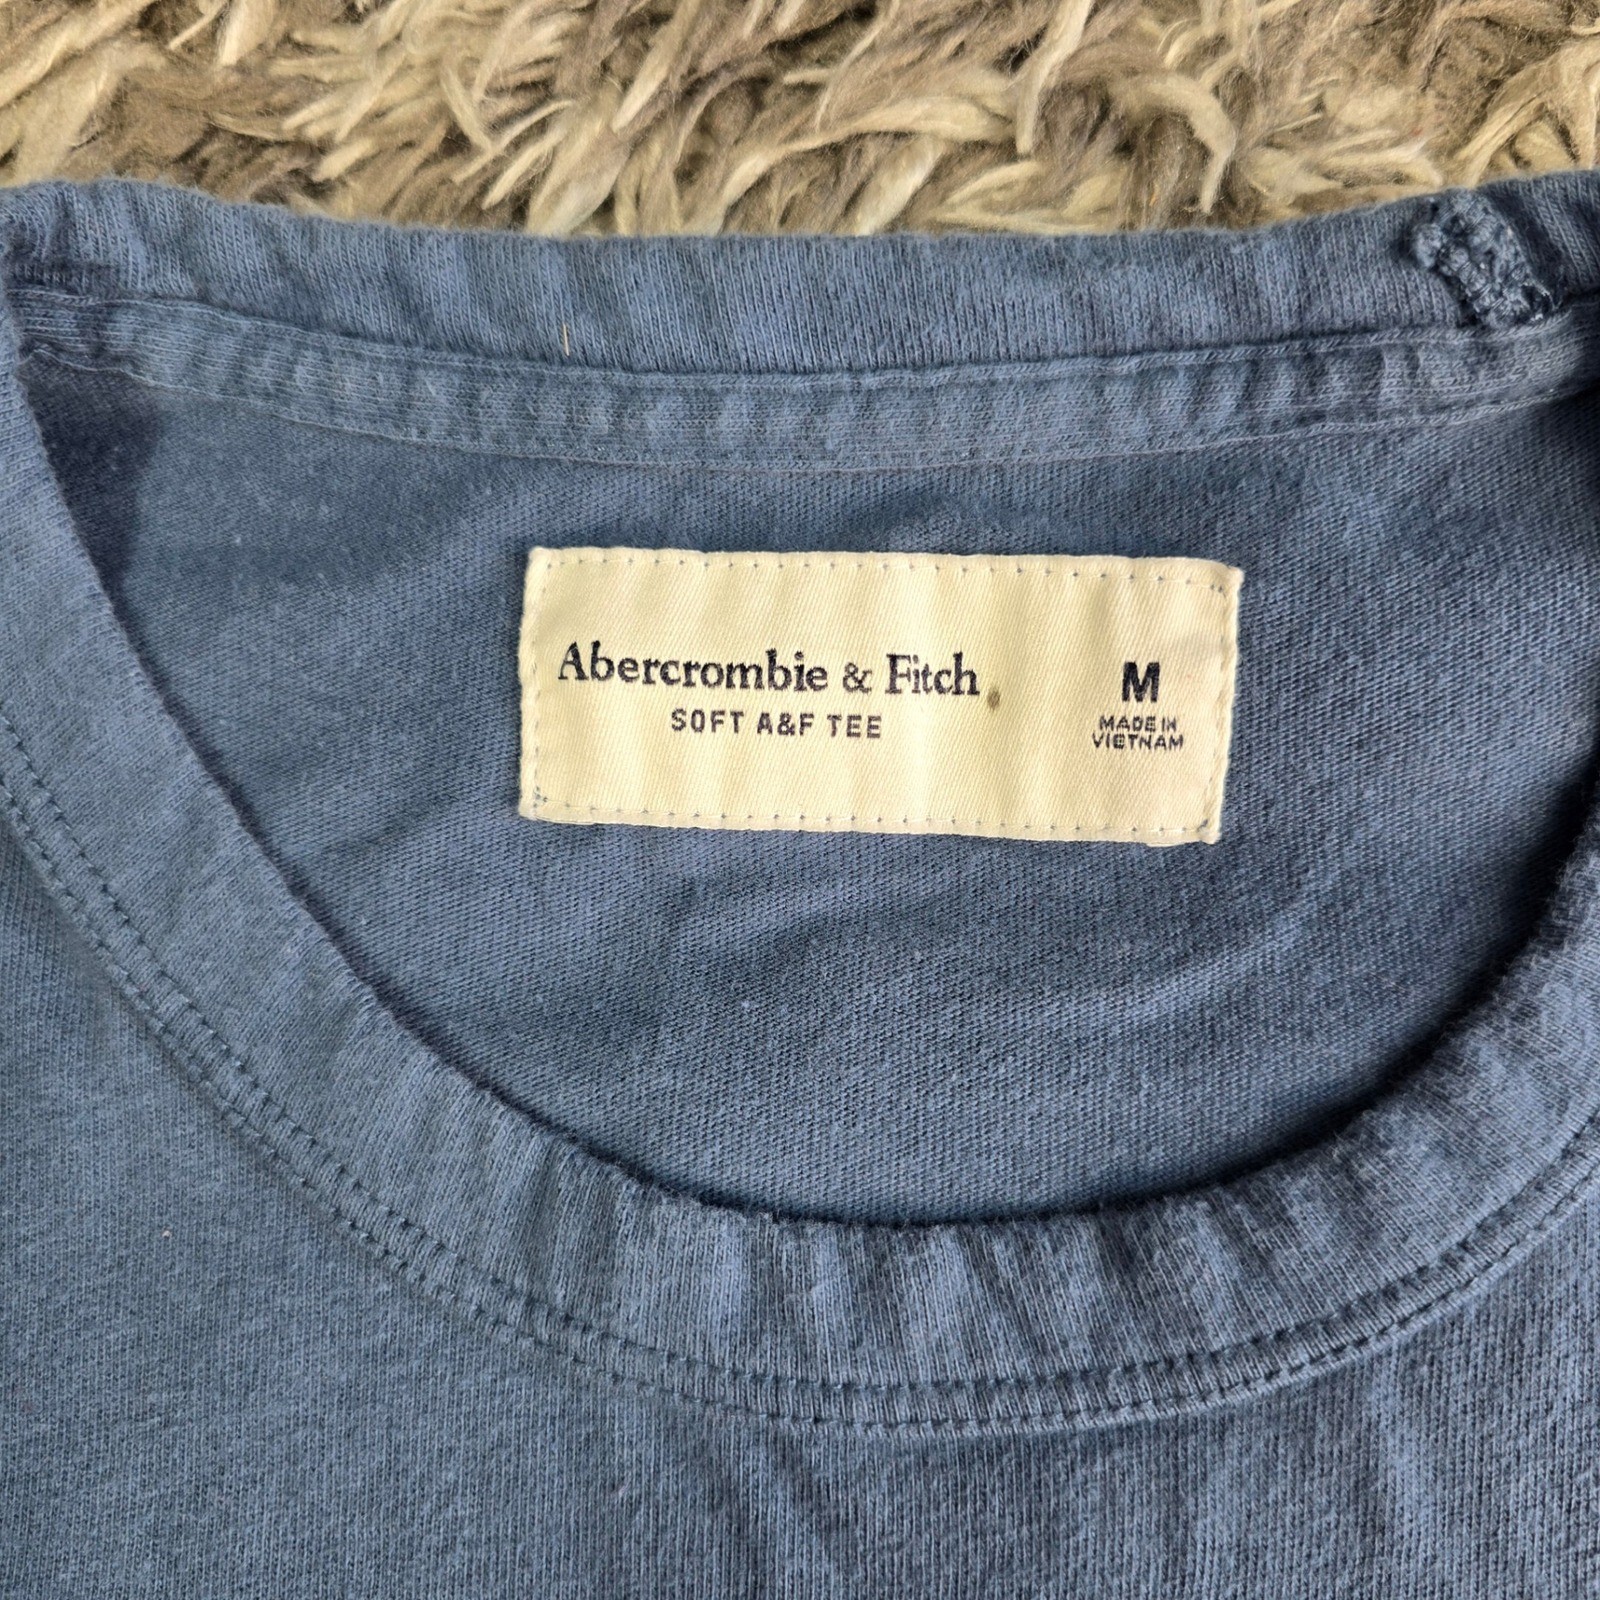 Abercrombie & Fitch
SOFT A&F TEE
M
MADE IN
VIETNAM